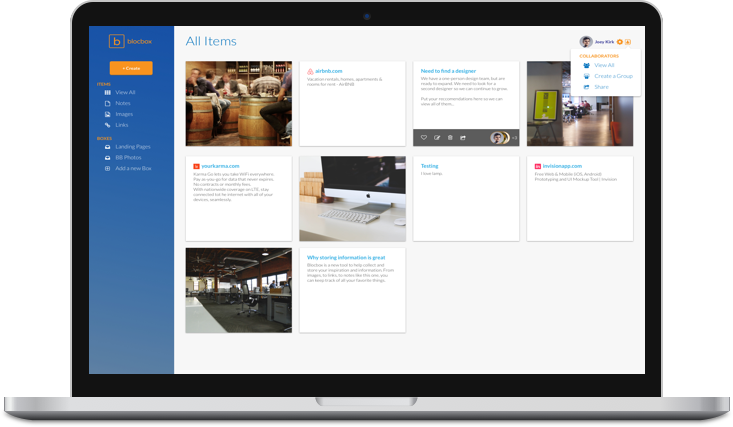 blocbox
All Items
Joey Kirk
+ Create
ITEMS
View All
Notes
Images
Links
BOXES
Landing Pages
BB Photos
Add a new Box
COLLABORATORS
View All
Create a Group
Share
airbnb.com
Vacation rentals, homes, apartments &
rooms for rent - Airbnb
Need to find a designer
We have a one-person design team, but are
ready to expand. We need to look for a
second designer so we can continue to grow.
Put your recommendations here so we can
view all of them.
yourkarma.com
Karma Go lets you take WiFi everywhere.
Pay as you go for data that never expires.
No contracts or monthly fees.
With nationwide coverage on LTE, stay
connected to the internet with all of your
devices, seamlessly.
Testing
I love lamp.
invisionapp.com
Free Web & Mobile (iOS, Android)
Prototyping and UI Mockup Tool | InVision
Why storing information is great
Blocbox is a new tool to help collect and
store your inspiration and information. From
images, to links, to notes like this one, you
can keep track of all your favorite things.